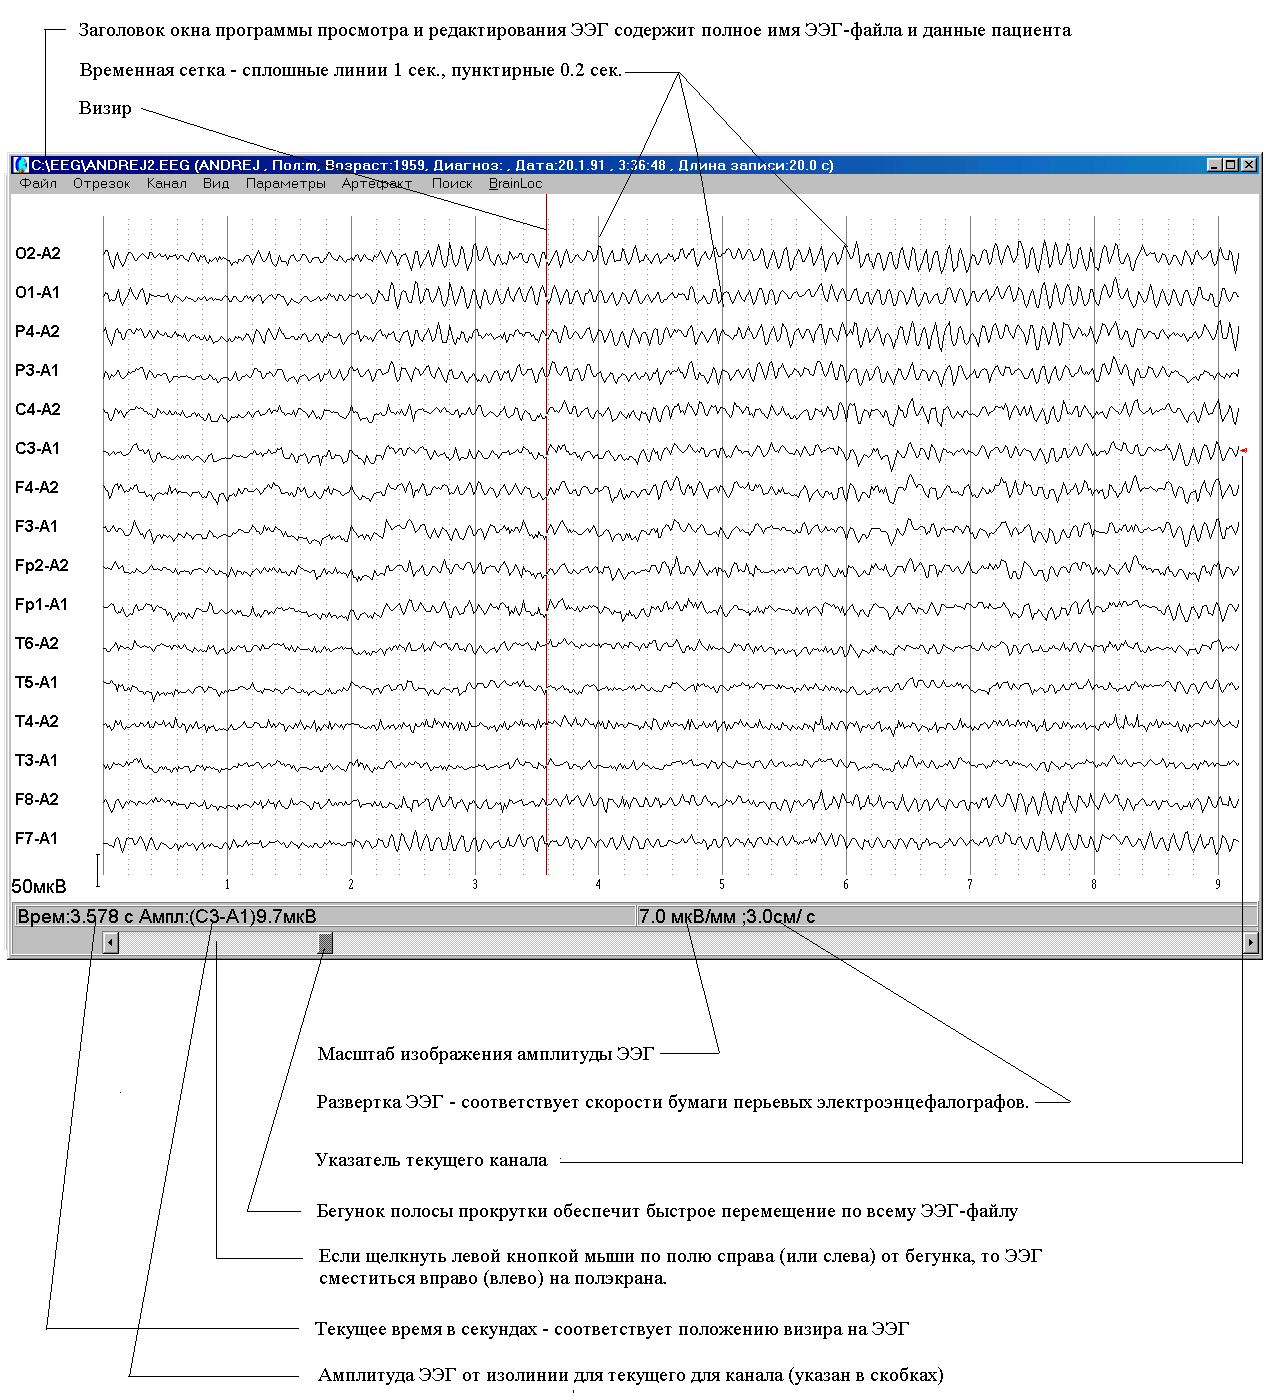 Заголовок окна программы просмотра и редактирования ЭЭГ содержит полное имя ЭЭГ-файла и данные пациента
Временная сетка - сплошные линии 1 сек., пунктирные 0.2 сек.
Визир
C:\EEG\ANDREJ2.EEG (ANDREJ , Пол:m, Возраст:1959, Диагноз: , Дата:20.1.91 , 3:36:48 , Длина записи:20.0 с)
Файл Отрезок Канал Вид Параметры Артефакт Поиск BrainLoc
O2-A2
O1-A1
P4-A2
P3-A1
C4-A2
C3-A1
F4-A2
F3-A1
Fp2-A2
Fp1-A1
T6-A2
T5-A1
T4-A2
T3-A1
F8-A2
F7-A1
50мкВ 1 2 3 4 5 6 7 8 9
Врем:3.578 с Ампл:(C3-A1)9.7мкВ 7.0 мкВ/мм ;3.0см/ с
Масштаб изображения амплитуды ЭЭГ
Развертка ЭЭГ - соответствует скорости бумаги перьевых электроэнцефалографов.
Указатель текущего канала
Бегунок полосы прокрутки обеспечит быстрое перемещение по всему ЭЭГ-файлу
Если щелкнуть левой кнопкой мыши по полю справа (или слева) от бегунка, то ЭЭГ
сместиться вправо (влево) на полэкрана.
Текущее время в секундах - соответствует положению визира на ЭЭГ
Амплитуда ЭЭГ от изолинии для текущего для канала (указан в скобках)